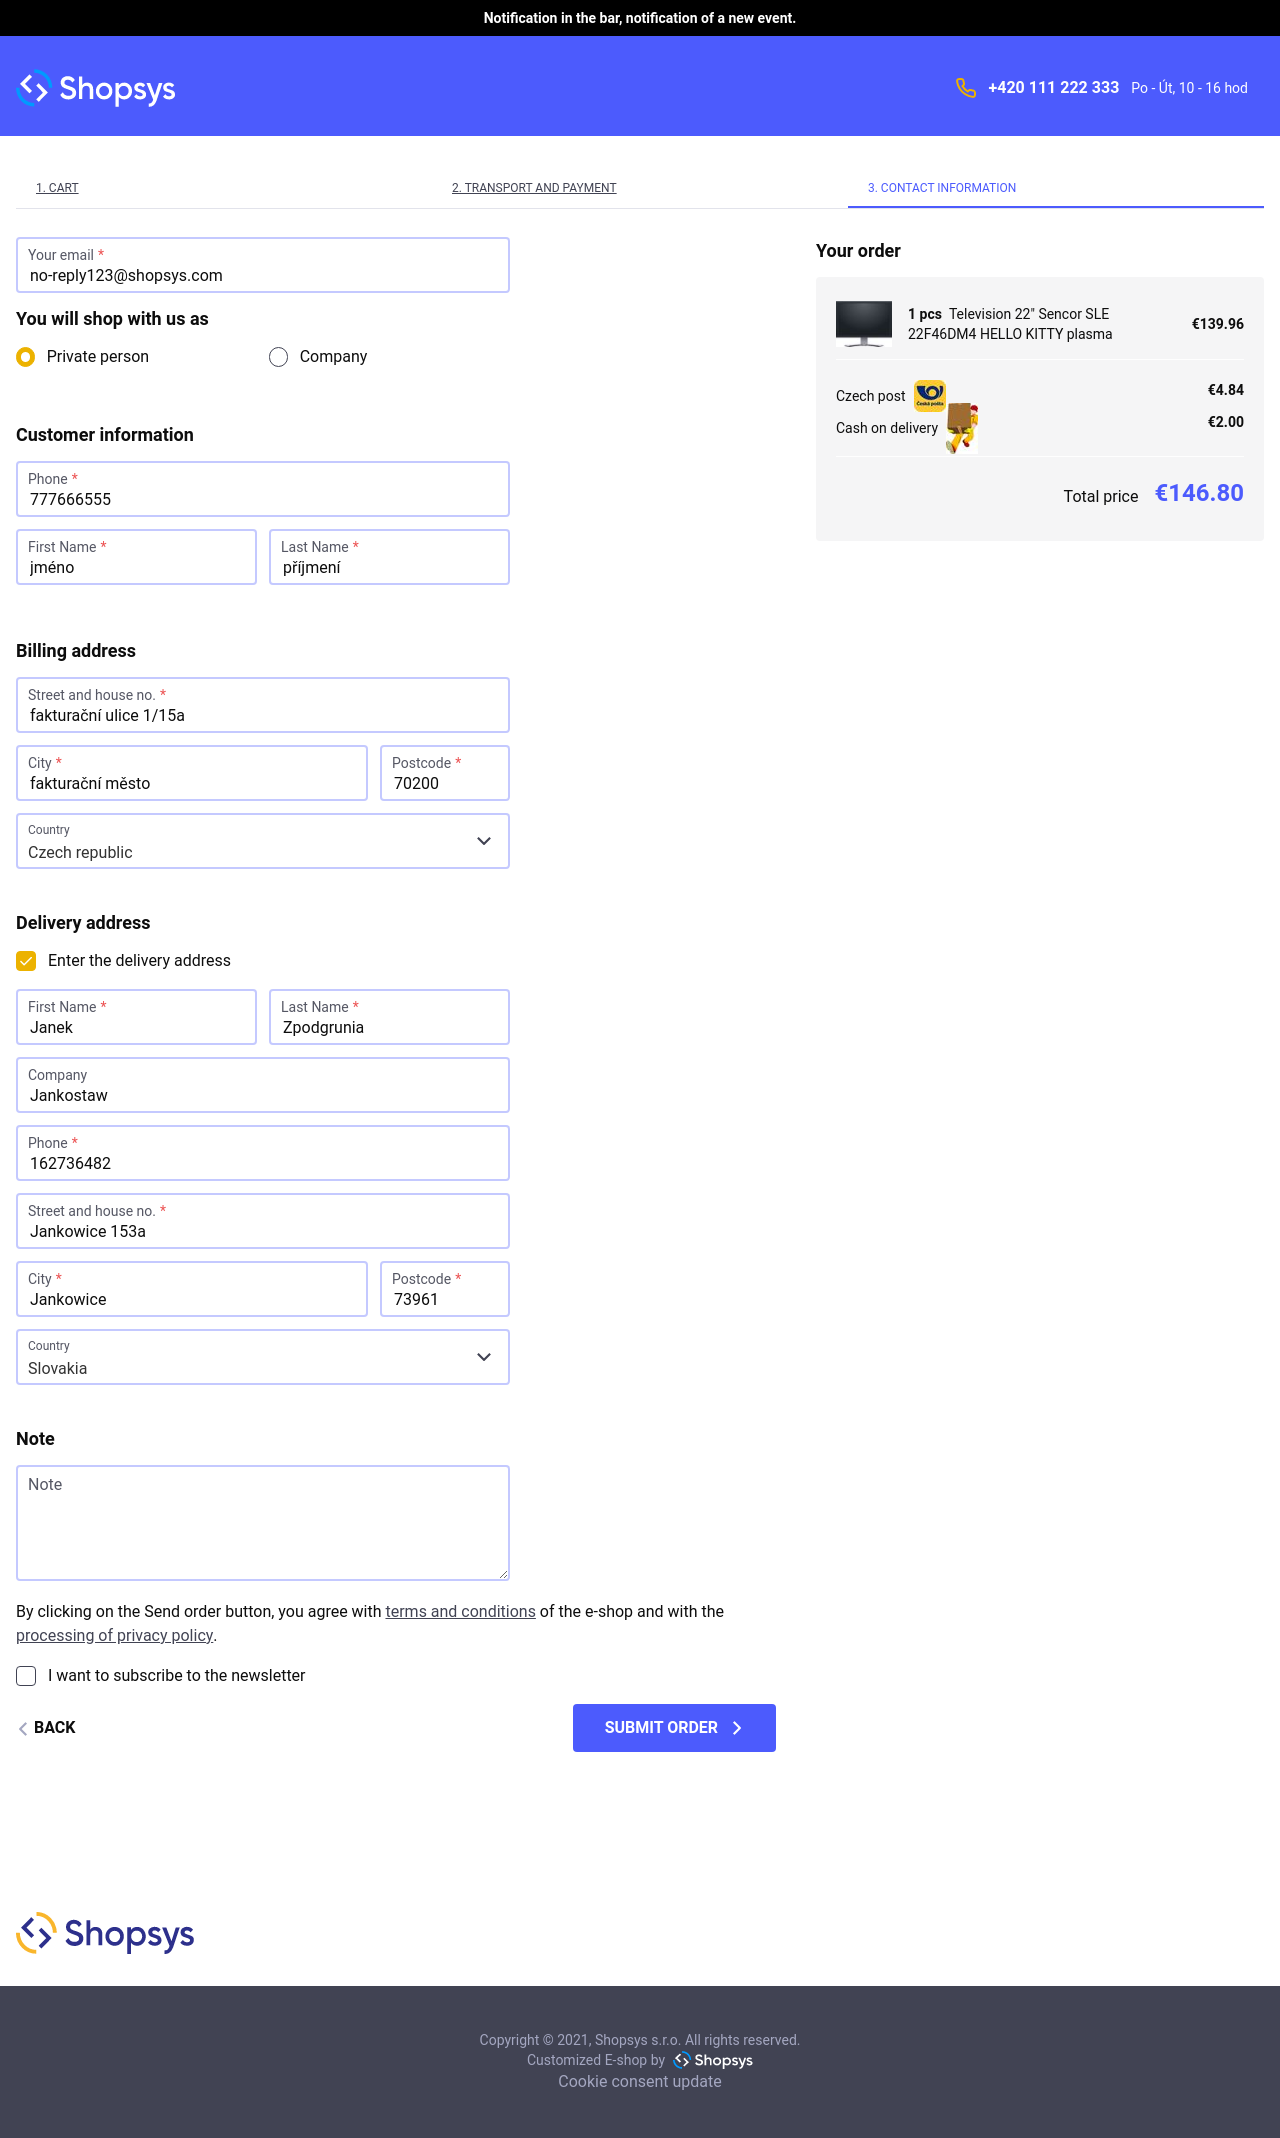 Notification in the bar, notification of a new event.
Shopsys
+420 111 222 333 Po - Út, 10 - 16 hod
1. CART
2. TRANSPORT AND PAYMENT
3. CONTACT INFORMATION
Your email *
no-reply123@shopsys.com
You will shop with us as
Private person
Company
Customer information
Phone *
777666555
First Name *
jméno
Last Name *
příjmení
Billing address
Street and house no. *
fakturační ulice 1/15a
City *
fakturační město
Postcode *
70200
Country
Czech republic
Delivery address
Enter the delivery address
First Name *
Janek
Last Name *
Zpodgrunia
Company
Jankostaw
Phone *
162736482
Street and house no. *
Jankowice 153a
City *
Jankowice
Postcode *
73961
Country
Slovakia
Note
Note
By clicking on the Send order button, you agree with terms and conditions of the e-shop and with the
processing of privacy policy.
I want to subscribe to the newsletter
BACK
SUBMIT ORDER
Your order
1 pcs Television 22" Sencor SLE
22F46DM4 HELLO KITTY plasma
€139.96
Czech post
Česká pošta
€4.84
Cash on delivery
€2.00
Total price €146.80
Shopsys
Copyright © 2021, Shopsys s.r.o. All rights reserved.
Customized E-shop by Shopsys
Cookie consent update